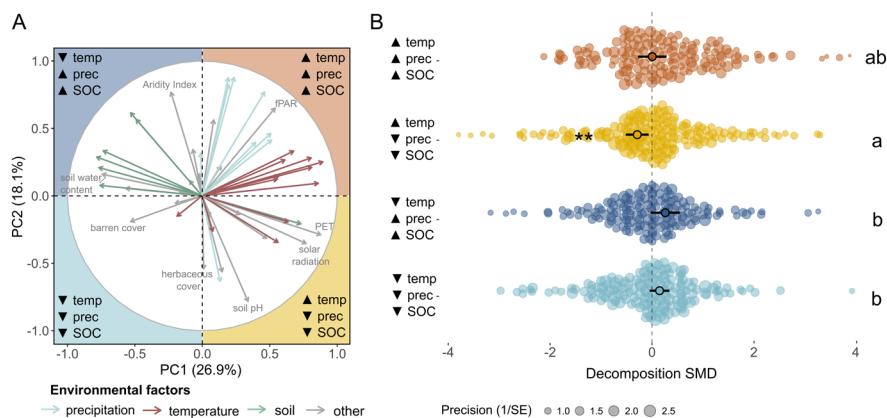 A
B
▼ temp
▲ prec
▲ SOC
▲ temp
▲ prec
▲ SOC
Aridity Index
fPAR
soil water
content
barren cover
PET
solar
radiation
herbaceous
cover
soil pH
▼ temp
▼ prec
▼ SOC
▲ temp
▼ prec
▼ SOC
1.0
0.5
0.0
-0.5
-1.0
PC2 (18.1%)
-1.0
-0.5
0.0
0.5
1.0
PC1 (26.9%)
Environmental factors
precipitation
temperature
soil
other
▲ temp
▲ prec -
▲ SOC
ab
▲ temp
▼ prec -
▼ SOC
**
a
▼ temp
▲ prec -
▲ SOC
b
▼ temp
▼ prec -
▼ SOC
b
-4
-2
0
2
4
Decomposition SMD
Precision (1/SE) 1.0 1.5 2.0 2.5